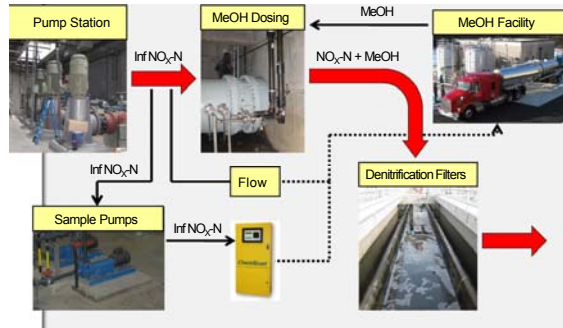 Pump Station
Inf NOX-N
MeOH Dosing
MeOH
MeOH Facility
NOX-N + MeOH
Inf NOX-N
Flow
Denitrification Filters
Sample Pumps
Inf NOX-N
ChemScan